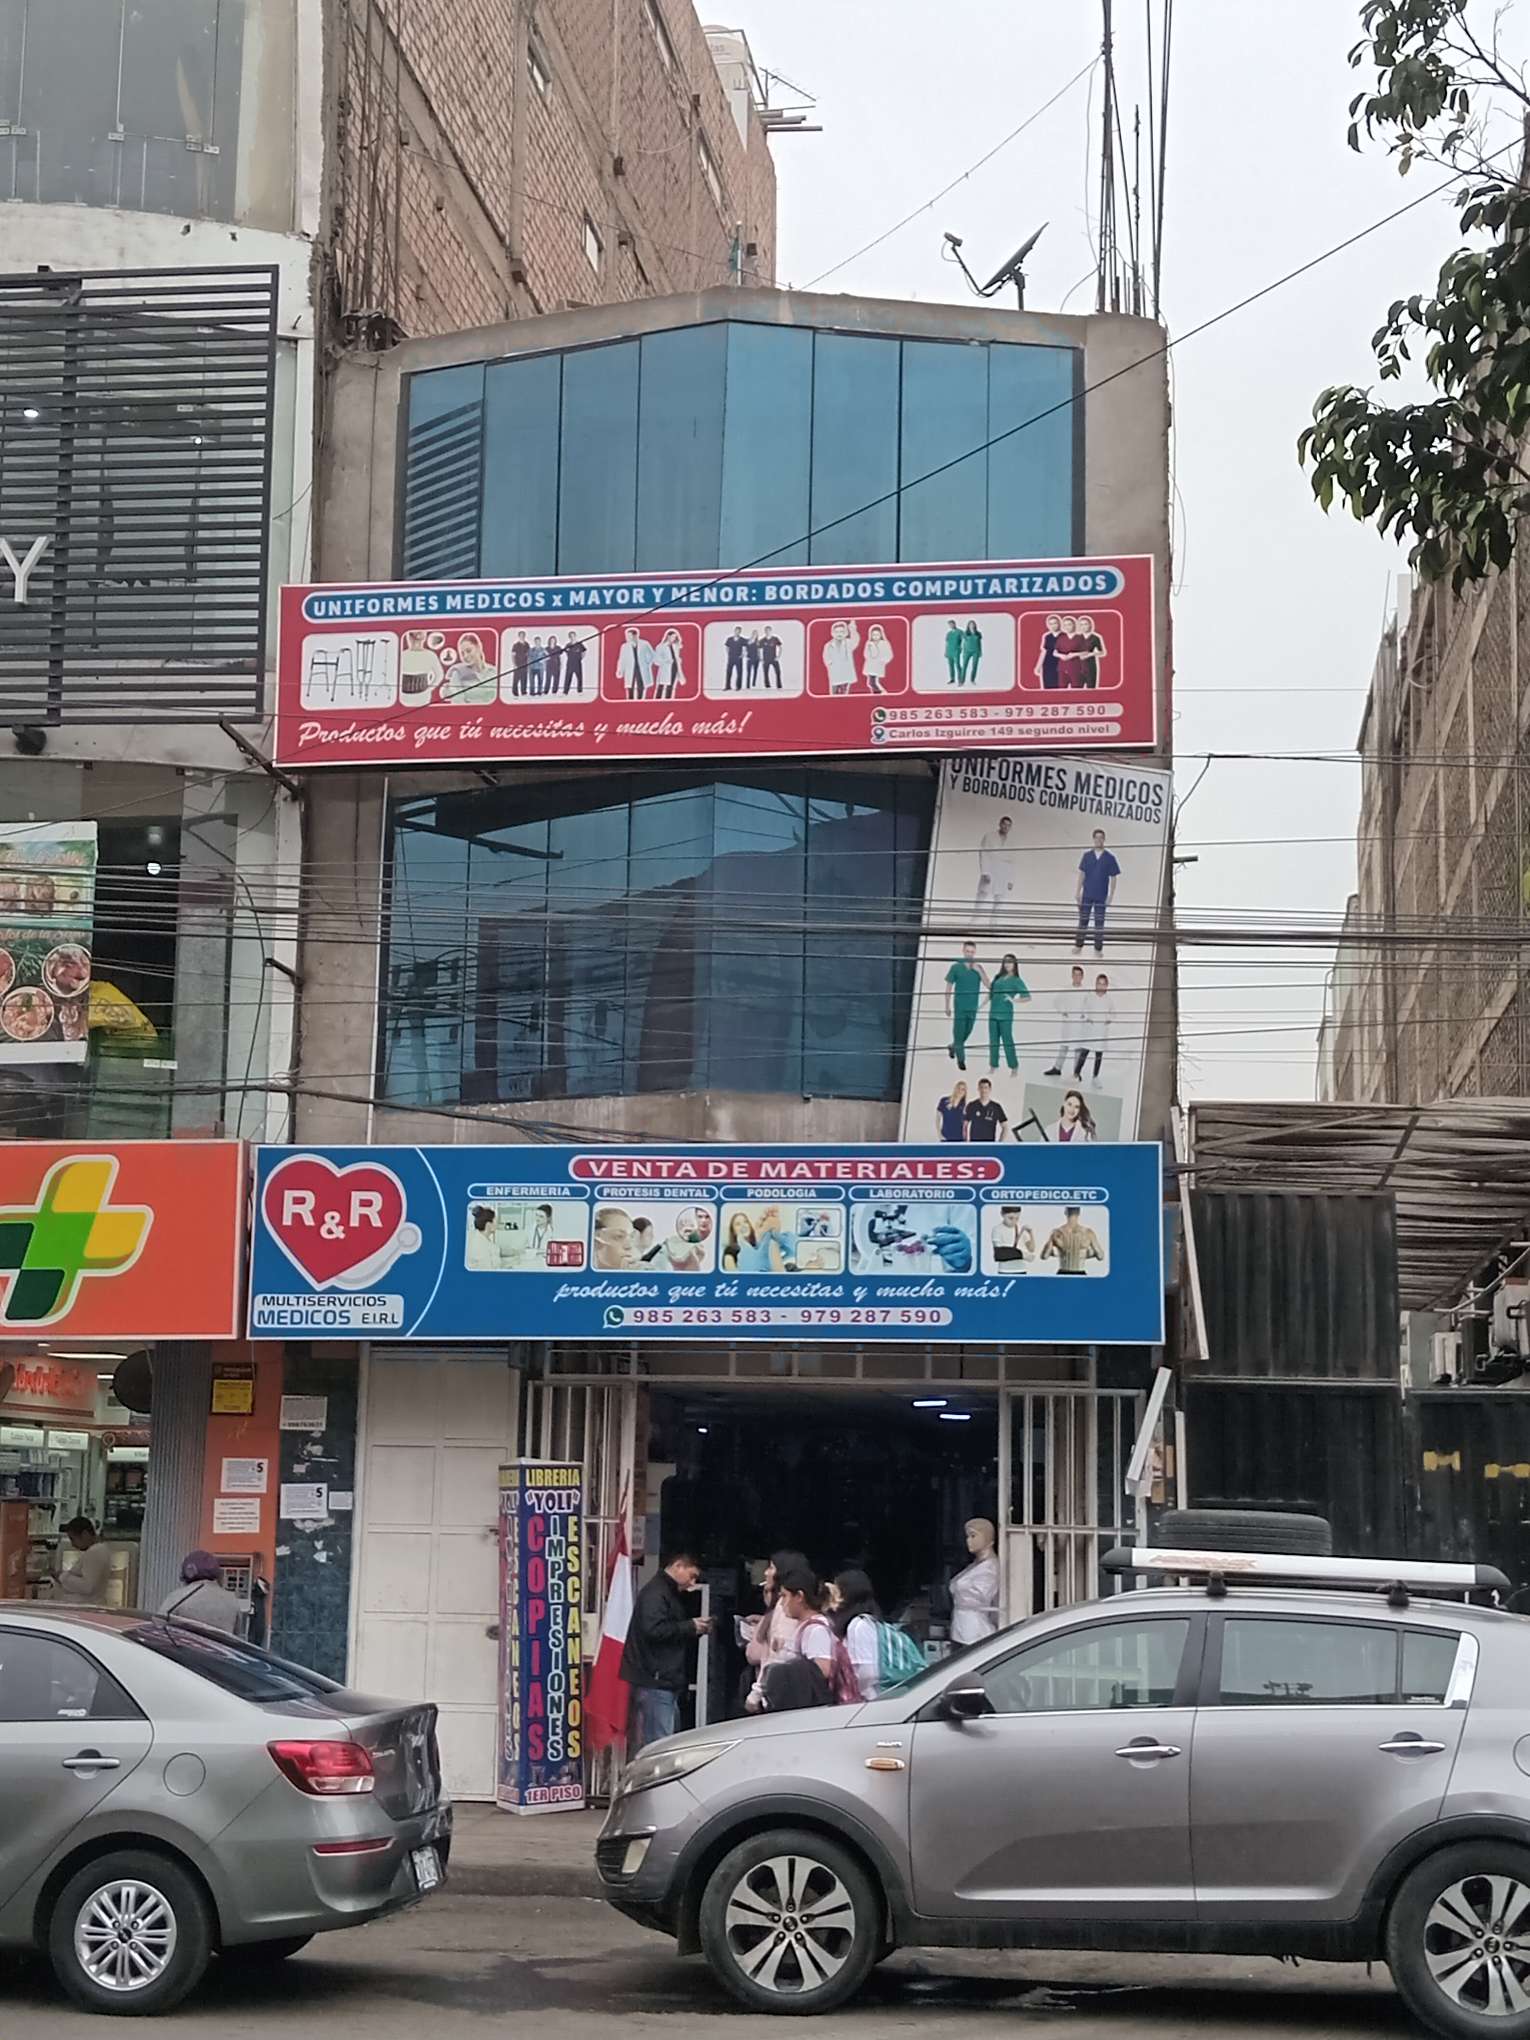 UNIFORMES MEDICOS x MAYOR Y MENOR: BORDADOS COMPUTARIZADOS
Productos que tú necesitas y mucho más!
985 263 583 - 979 287 590
Carlos Izguirre 149 segundo nivel
UNIFORMES MEDICOS
Y BORDADOS COMPUTARIZADOS
Y
R&R
MULTISERVICIOS
MEDICOS E.I.R.L
VENTA DE MATERIALES:
ENFERMERIA
PROTESIS DENTAL
PODOLOGIA
LABORATORIO
ORTOPEDICO.ETC
productos que tú necesitas y mucho más!
985 263 583 - 979 287 590
LIBRERIA
"YOLI"
COPIAS
IMPRESIONES
ESCANEOS
1ER PISO